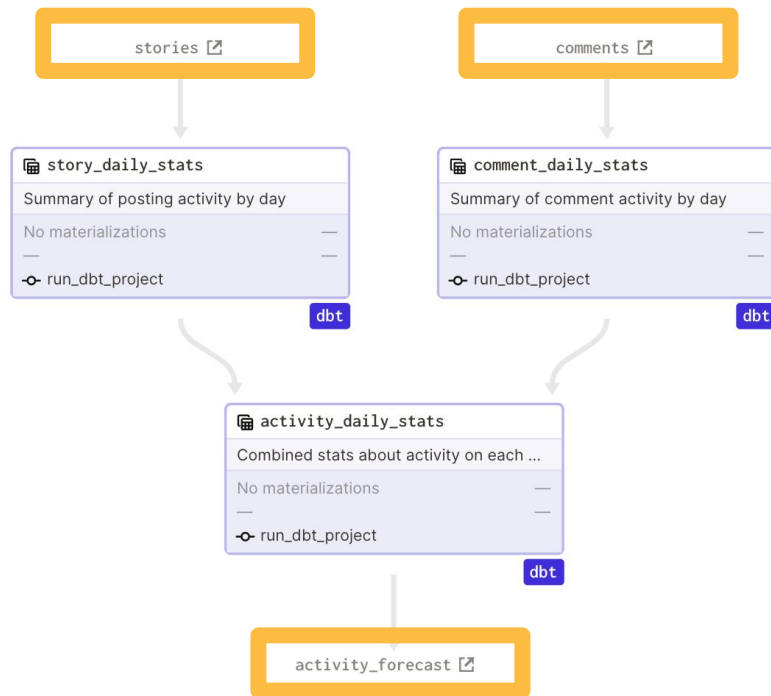 stories
comments
story_daily_stats
Summary of posting activity by day
No materializations —
— —
run_dbt_project
dbt
comment_daily_stats
Summary of comment activity by day
No materializations —
— —
run_dbt_project
dbt
activity_daily_stats
Combined stats about activity on each ...
No materializations —
— —
run_dbt_project
dbt
activity_forecast